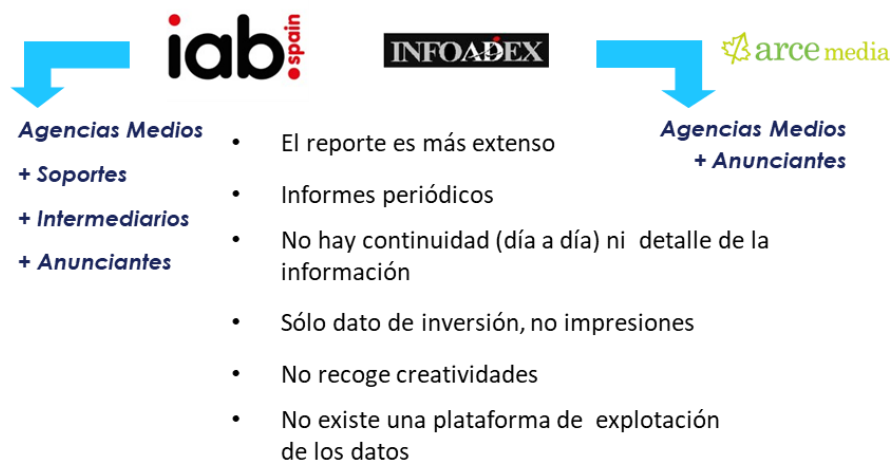 iab.spain
INFOADEX
arce media
Agencias Medios
+ Soportes
+ Intermediarios
+ Anunciantes
• El reporte es más extenso
• Informes periódicos
• No hay continuidad (día a día) ni detalle de la
información
• Sólo dato de inversión, no impresiones
• No recoge creatividades
• No existe una plataforma de explotación
de los datos
Agencias Medios
+ Anunciantes